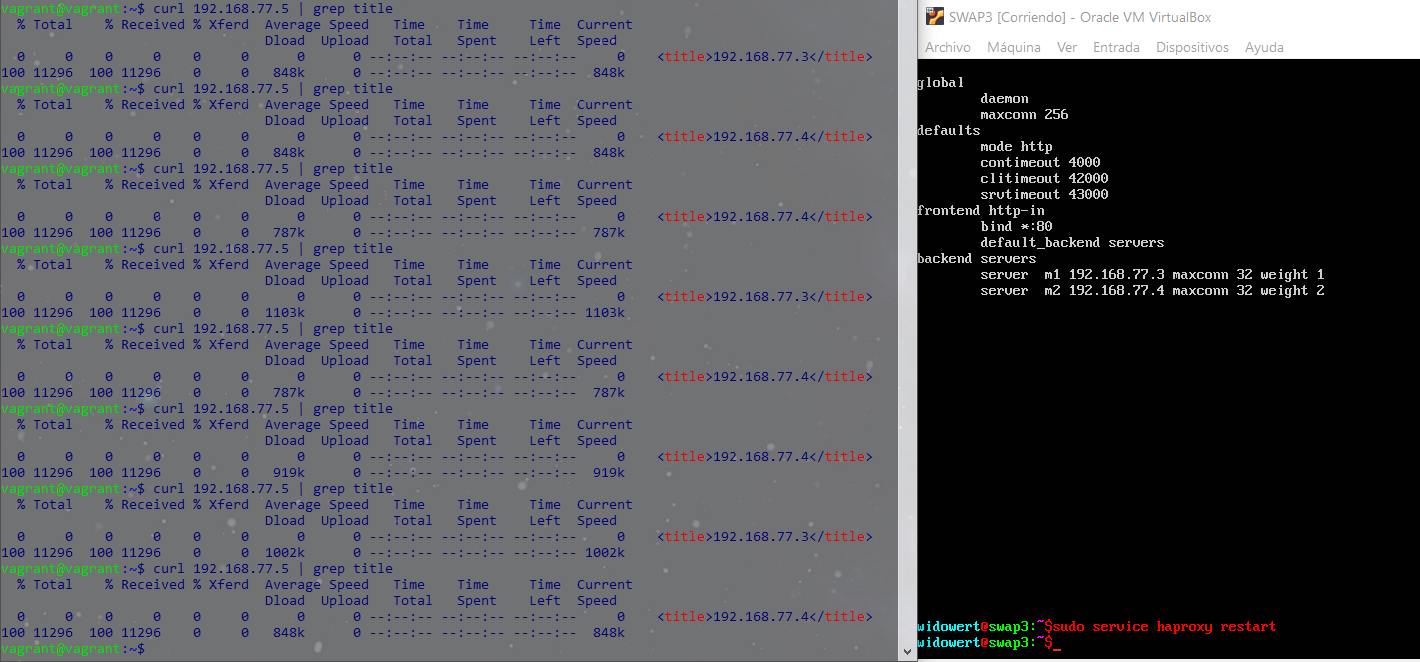 vagrant@vagrant:~$ curl 192.168.77.5 | grep title
  % Total    % Received % Xferd  Average Speed   Time    Time     Time  Current
                                 Dload  Upload   Total   Spent    Left  Speed
  0     0    0     0    0     0      0      0 --:--:-- --:--:-- --:--:--     0    <title>192.168.77.3</title>
100 11296  100 11296    0     0   848k      0 --:--:-- --:--:-- --:--:--  848k
vagrant@vagrant:~$ curl 192.168.77.5 | grep title
  % Total    % Received % Xferd  Average Speed   Time    Time     Time  Current
                                 Dload  Upload   Total   Spent    Left  Speed
  0     0    0     0    0     0      0      0 --:--:-- --:--:-- --:--:--     0    <title>192.168.77.4</title>
100 11296  100 11296    0     0   848k      0 --:--:-- --:--:-- --:--:--  848k
vagrant@vagrant:~$ curl 192.168.77.5 | grep title
  % Total    % Received % Xferd  Average Speed   Time    Time     Time  Current
                                 Dload  Upload   Total   Spent    Left  Speed
  0     0    0     0    0     0      0      0 --:--:-- --:--:-- --:--:--     0    <title>192.168.77.4</title>
100 11296  100 11296    0     0   787k      0 --:--:-- --:--:-- --:--:--  787k
vagrant@vagrant:~$ curl 192.168.77.5 | grep title
  % Total    % Received % Xferd  Average Speed   Time    Time     Time  Current
                                 Dload  Upload   Total   Spent    Left  Speed
  0     0    0     0    0     0      0      0 --:--:-- --:--:-- --:--:--     0    <title>192.168.77.3</title>
100 11296  100 11296    0     0  1103k      0 --:--:-- --:--:-- --:--:-- 1103k
vagrant@vagrant:~$ curl 192.168.77.5 | grep title
  % Total    % Received % Xferd  Average Speed   Time    Time     Time  Current
                                 Dload  Upload   Total   Spent    Left  Speed
  0     0    0     0    0     0      0      0 --:--:-- --:--:-- --:--:--     0    <title>192.168.77.4</title>
100 11296  100 11296    0     0   787k      0 --:--:-- --:--:-- --:--:--  787k
vagrant@vagrant:~$ curl 192.168.77.5 | grep title
  % Total    % Received % Xferd  Average Speed   Time    Time     Time  Current
                                 Dload  Upload   Total   Spent    Left  Speed
  0     0    0     0    0     0      0      0 --:--:-- --:--:-- --:--:--     0    <title>192.168.77.4</title>
100 11296  100 11296    0     0   919k      0 --:--:-- --:--:-- --:--:--  919k
vagrant@vagrant:~$ curl 192.168.77.5 | grep title
  % Total    % Received % Xferd  Average Speed   Time    Time     Time  Current
                                 Dload  Upload   Total   Spent    Left  Speed
  0     0    0     0    0     0      0      0 --:--:-- --:--:-- --:--:--     0    <title>192.168.77.3</title>
100 11296  100 11296    0     0  1002k      0 --:--:-- --:--:-- --:--:-- 1002k
vagrant@vagrant:~$ curl 192.168.77.5 | grep title
  % Total    % Received % Xferd  Average Speed   Time    Time     Time  Current
                                 Dload  Upload   Total   Spent    Left  Speed
  0     0    0     0    0     0      0      0 --:--:-- --:--:-- --:--:--     0    <title>192.168.77.4</title>
100 11296  100 11296    0     0   848k      0 --:--:-- --:--:-- --:--:--  848k
vagrant@vagrant:~$
SWAP3 [Corriendo] - Oracle VM VirtualBox
Archivo Máquina Ver Entrada Dispositivos Ayuda
global
        daemon
        maxconn 256
defaults
        mode http
        contimeout 4000
        clitimeout 42000
        srvtimeout 43000
frontend http-in
        bind *:80
        default_backend servers
backend servers
        server  m1 192.168.77.3 maxconn 32 weight 1
        server  m2 192.168.77.4 maxconn 32 weight 2
widowert@swap3:~$sudo service haproxy restart
widowert@swap3:~$_